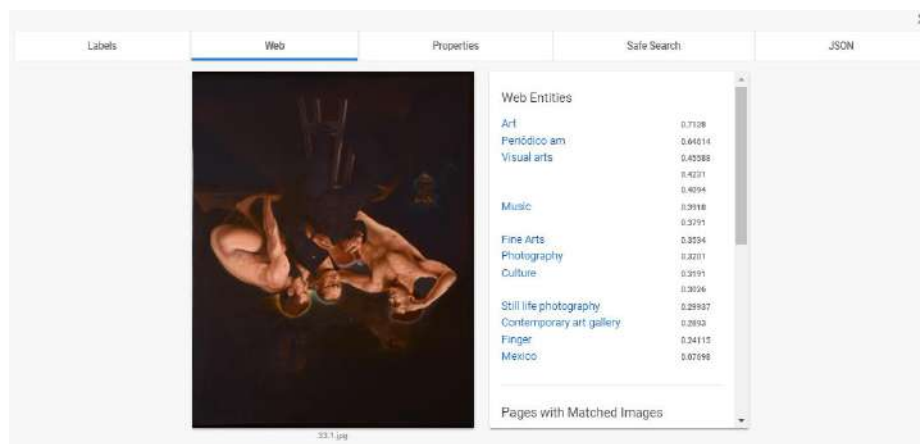 Labels Web Properties Safe Search JSON
Web Entities
Art 0.7128
Periódico am 0.64614
Visual arts 0.45588
0.4231
0.4094
Music 0.3918
0.3791
Fine Arts 0.3534
Photography 0.3201
Culture 0.3191
0.3026
Still life photography 0.29937
Contemporary art gallery 0.2893
Finger 0.24115
Mexico 0.07698
Pages with Matched Images
33.1.jpg